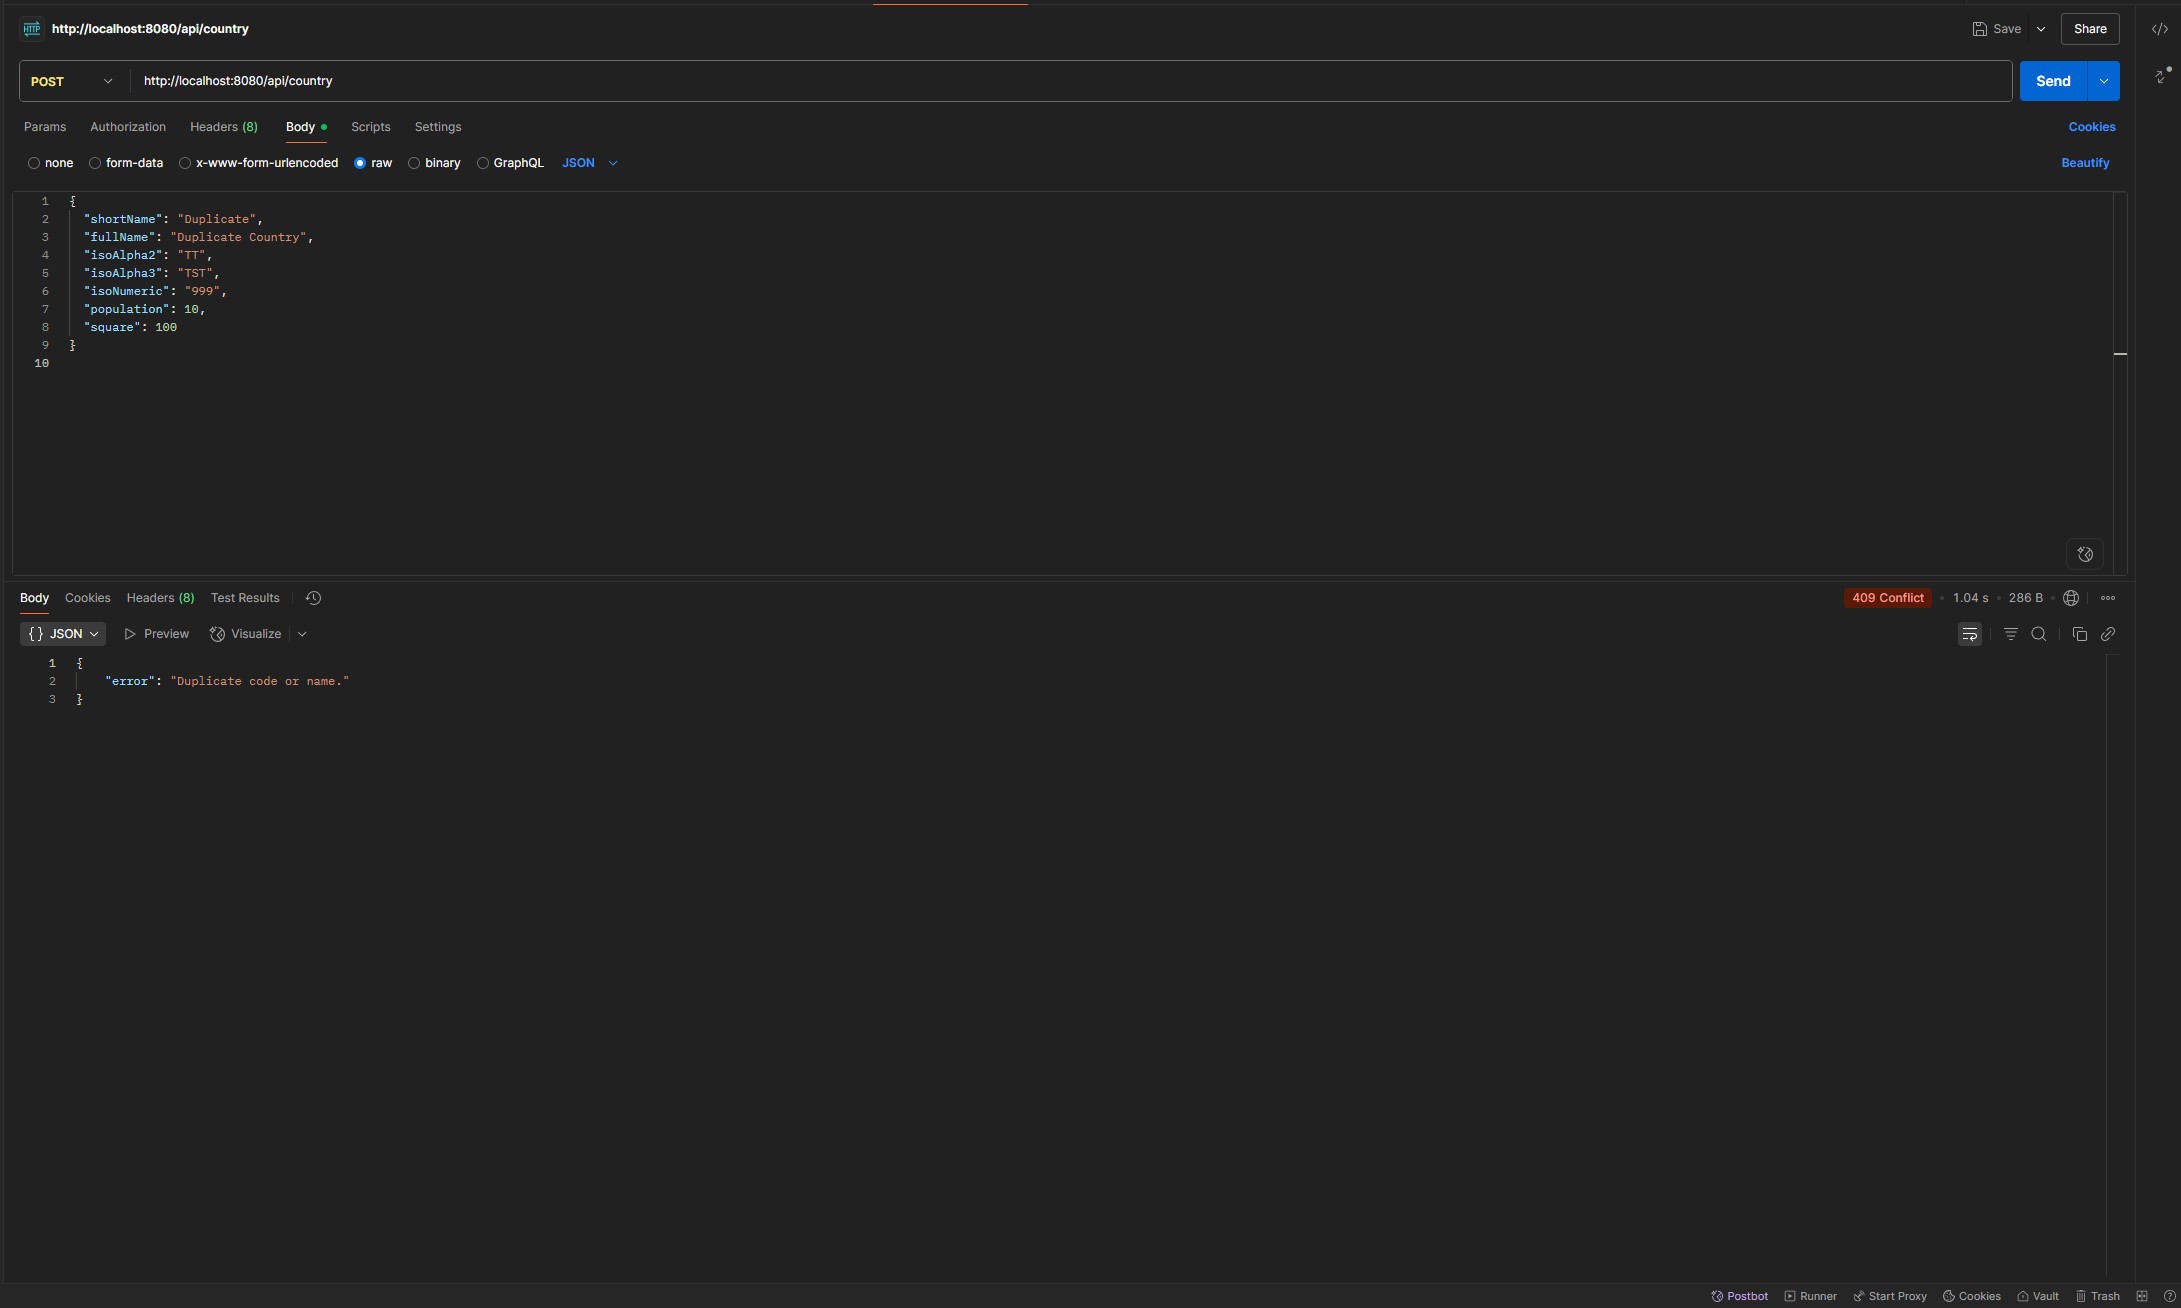 HTTP http://localhost:8080/api/country Save Share
POST http://localhost:8080/api/country Send
Params Authorization Headers (8) Body Scripts Settings Cookies
none form-data x-www-form-urlencoded raw binary GraphQL JSON Beautify
1 {
2 "shortName": "Duplicate",
3 "fullName": "Duplicate Country",
4 "isoAlpha2": "TT",
5 "isoAlpha3": "TST",
6 "isoNumeric": "999",
7 "population": 10,
8 "square": 100
9 }
10
Body Cookies Headers (8) Test Results 409 Conflict • 1.04 s • 286 B •
{} JSON Preview Visualize
1 {
2 "error": "Duplicate code or name."
3 }
Postbot Runner Start Proxy Cookies Vault Trash